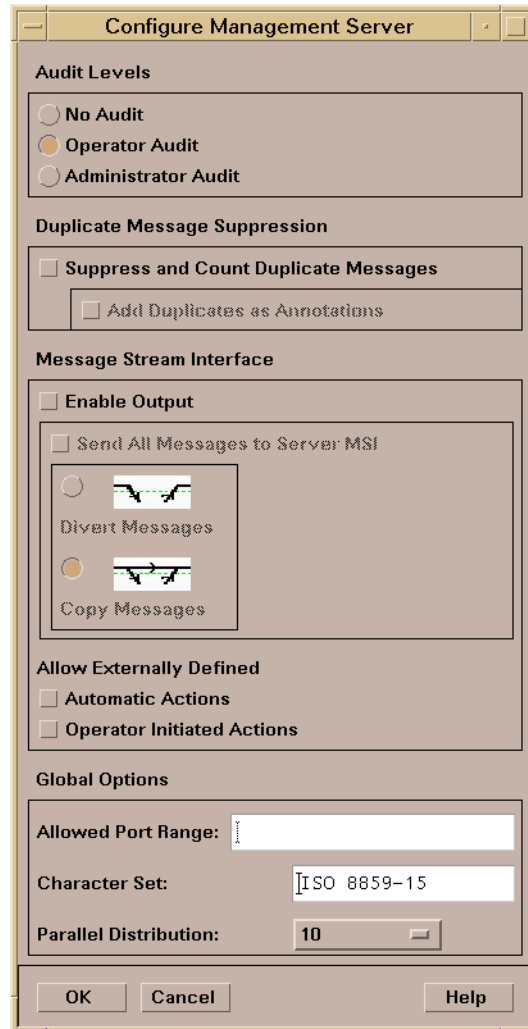 Configure Management Server
Audit Levels
No Audit
Operator Audit
Administrator Audit
Duplicate Message Suppression
Suppress and Count Duplicate Messages
Add Duplicates as Annotations
Message Stream Interface
Enable Output
Send All Messages to Server MSI
Divert Messages
Copy Messages
Allow Externally Defined
Automatic Actions
Operator Initiated Actions
Global Options
Allowed Port Range:
Character Set: ISO 8859-15
Parallel Distribution: 10
OK Cancel Help